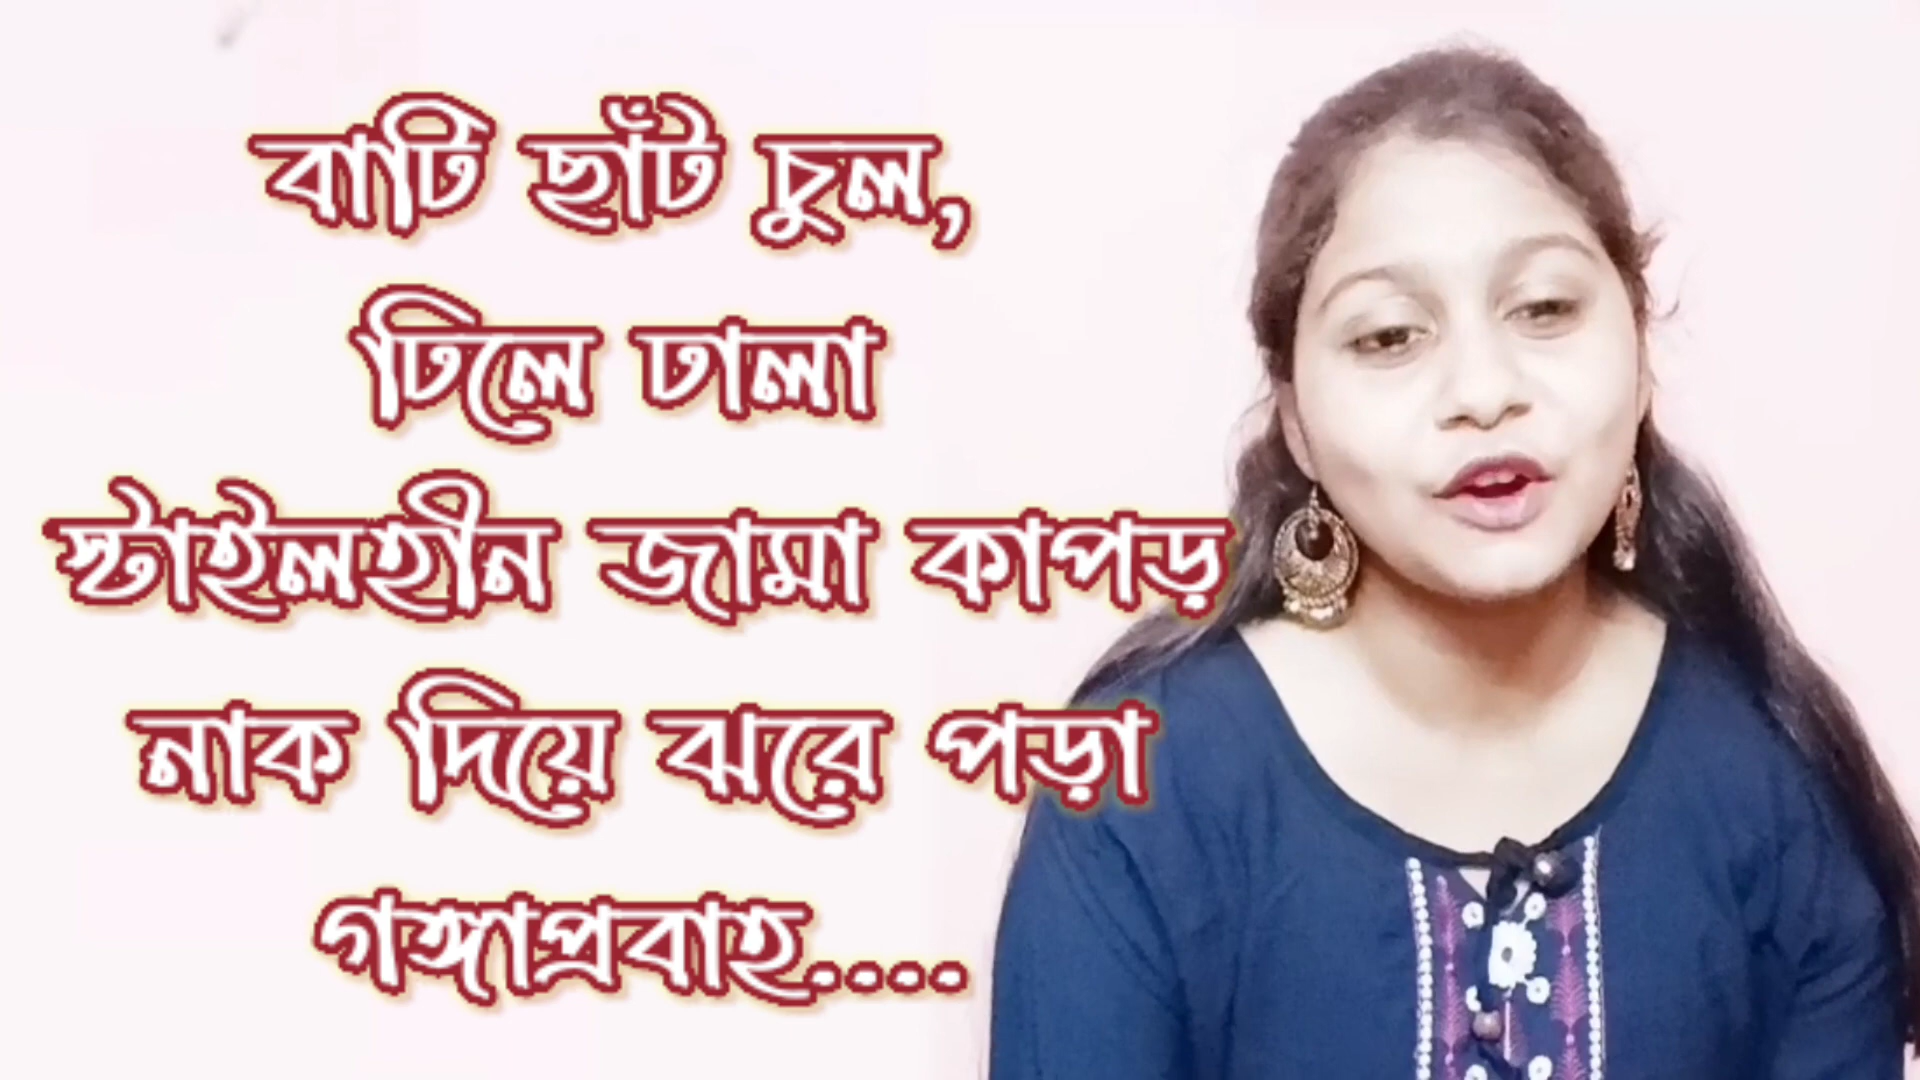 বাটি ছাঁট চুল,
ঢিলে ঢালা
স্টাইলহীন জামা কাপড়
নাক দিয়ে ঝরে পড়া
গঙ্গাপ্রবাহ....